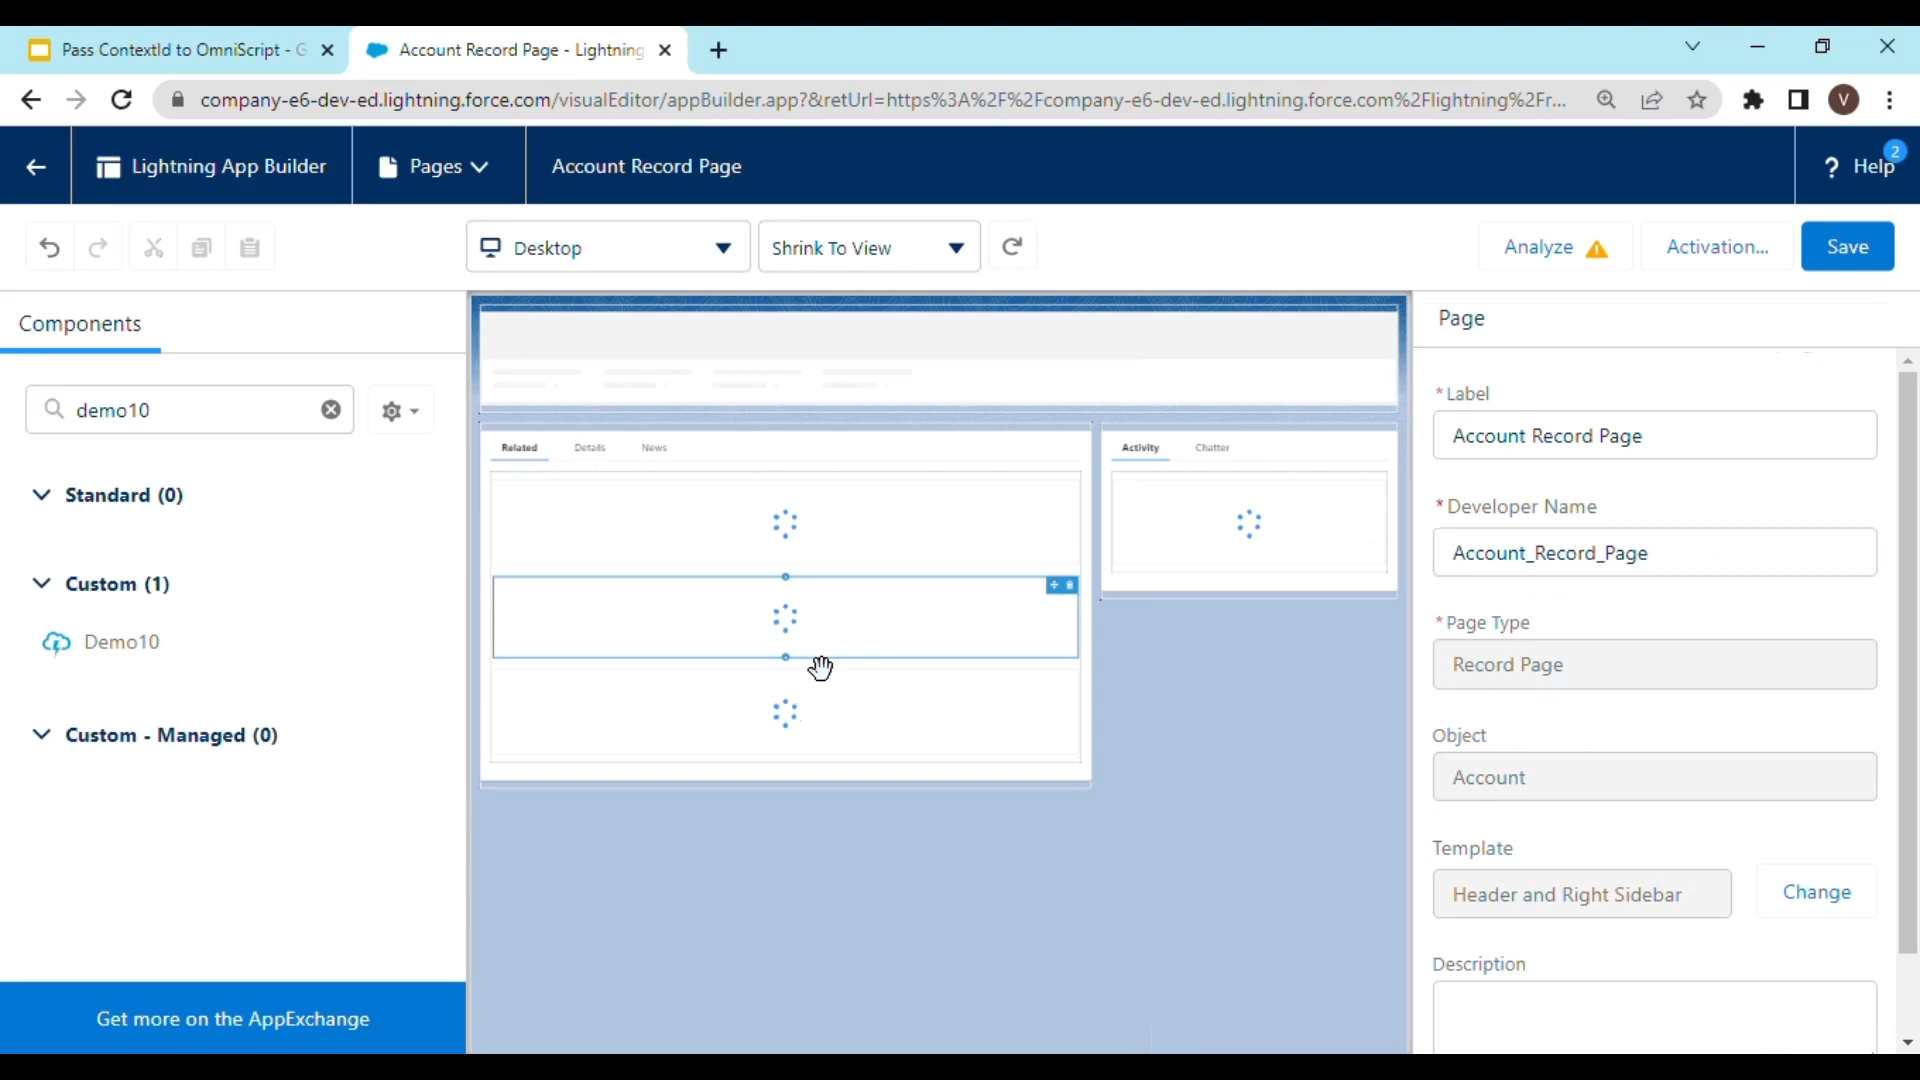 Pass ContextId to OmniScript - G
Account Record Page - Lightning
company-e6-dev-ed.lightning.force.com/visualEditor/appBuilder.app?&retUrl=https%3A%2F%2Fcompany-e6-dev-ed.lightning.force.com%2Flightning%2Fr...
V
Lightning App Builder
Pages
Account Record Page
? Help
2
Desktop
Shrink To View
Analyze
Activation...
Save
Components
demo10
Standard (0)
Custom (1)
Demo10
Custom - Managed (0)
Get more on the AppExchange
Related
Details
News
Activity
Chatter
Page
* Label
Account Record Page
* Developer Name
Account_Record_Page
* Page Type
Record Page
Object
Account
Template
Header and Right Sidebar
Change
Description